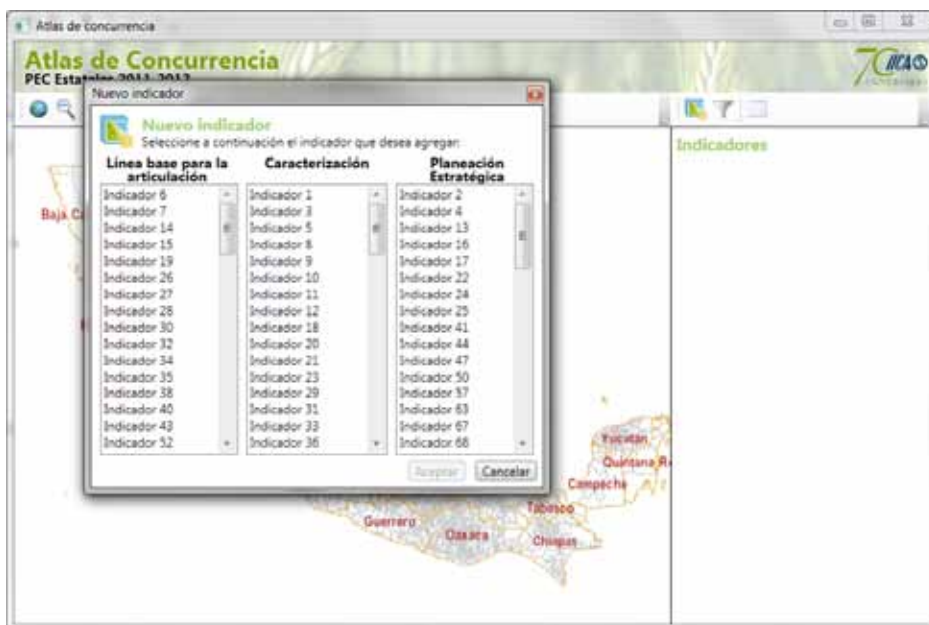 Atlas de concurrencia
Atlas de Concurrencia
PEC Estatales 2011-2012
IICA
Nuevo indicador
Nuevo indicador
Seleccione a continuación el indicador que desea agregar:
Línea base para la articulación
Indicador 6
Indicador 7
Indicador 14
Indicador 15
Indicador 19
Indicador 26
Indicador 27
Indicador 28
Indicador 30
Indicador 32
Indicador 34
Indicador 35
Indicador 38
Indicador 40
Indicador 43
Indicador 52
Caracterización
Indicador 1
Indicador 3
Indicador 5
Indicador 8
Indicador 9
Indicador 10
Indicador 11
Indicador 12
Indicador 18
Indicador 20
Indicador 21
Indicador 23
Indicador 29
Indicador 31
Indicador 33
Indicador 36
Planeación
Estratégica
Indicador 2
Indicador 4
Indicador 13
Indicador 16
Indicador 17
Indicador 22
Indicador 24
Indicador 25
Indicador 41
Indicador 44
Indicador 47
Indicador 50
Indicador 57
Indicador 63
Indicador 67
Indicador 68
Aceptar
Cancelar
Indicadores
Baja Ca
Yucatán
Quintana R
Campeche
Tabasco
Guerrero
Oaxaca
Chiapas